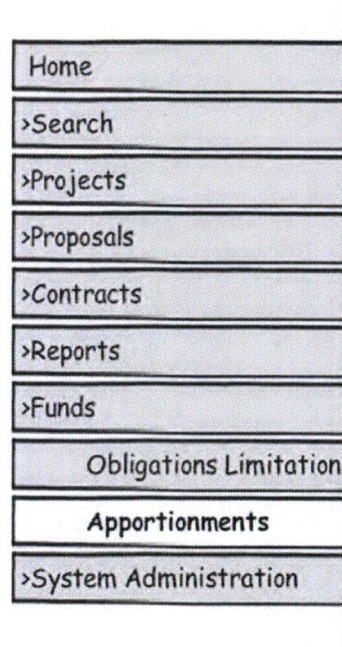 Home
>Search
>Projects
>Proposals
>Contracts
>Reports
>Funds
Obligations Limitation
Apportionments
>System Administration